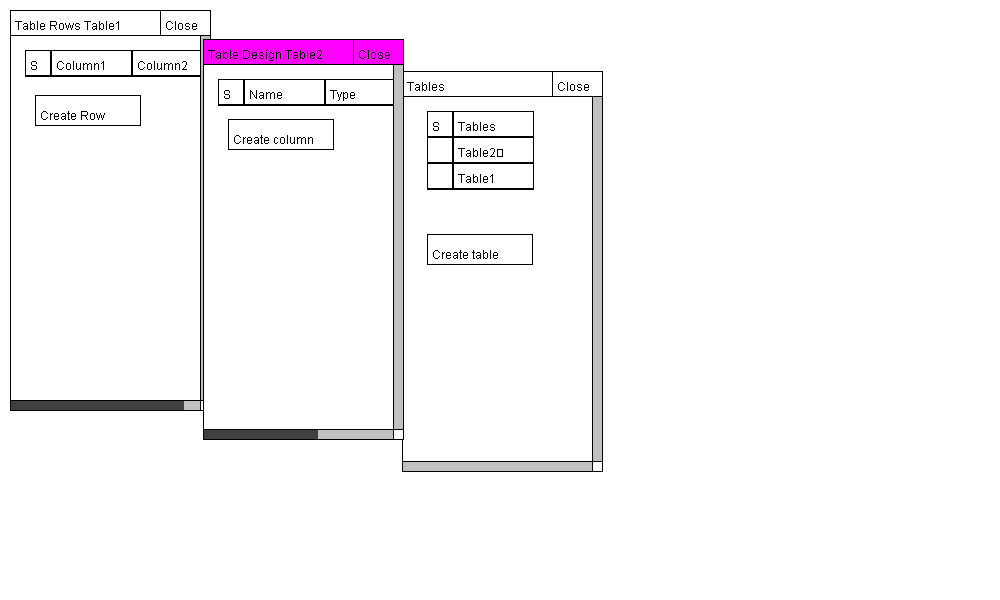 Table Rows Table1 Close
S Column1 Column2
Create Row
Table Design Table2 Close
S Name Type
Create column
Tables Close
S Tables
Table2▯
Table1
Create table